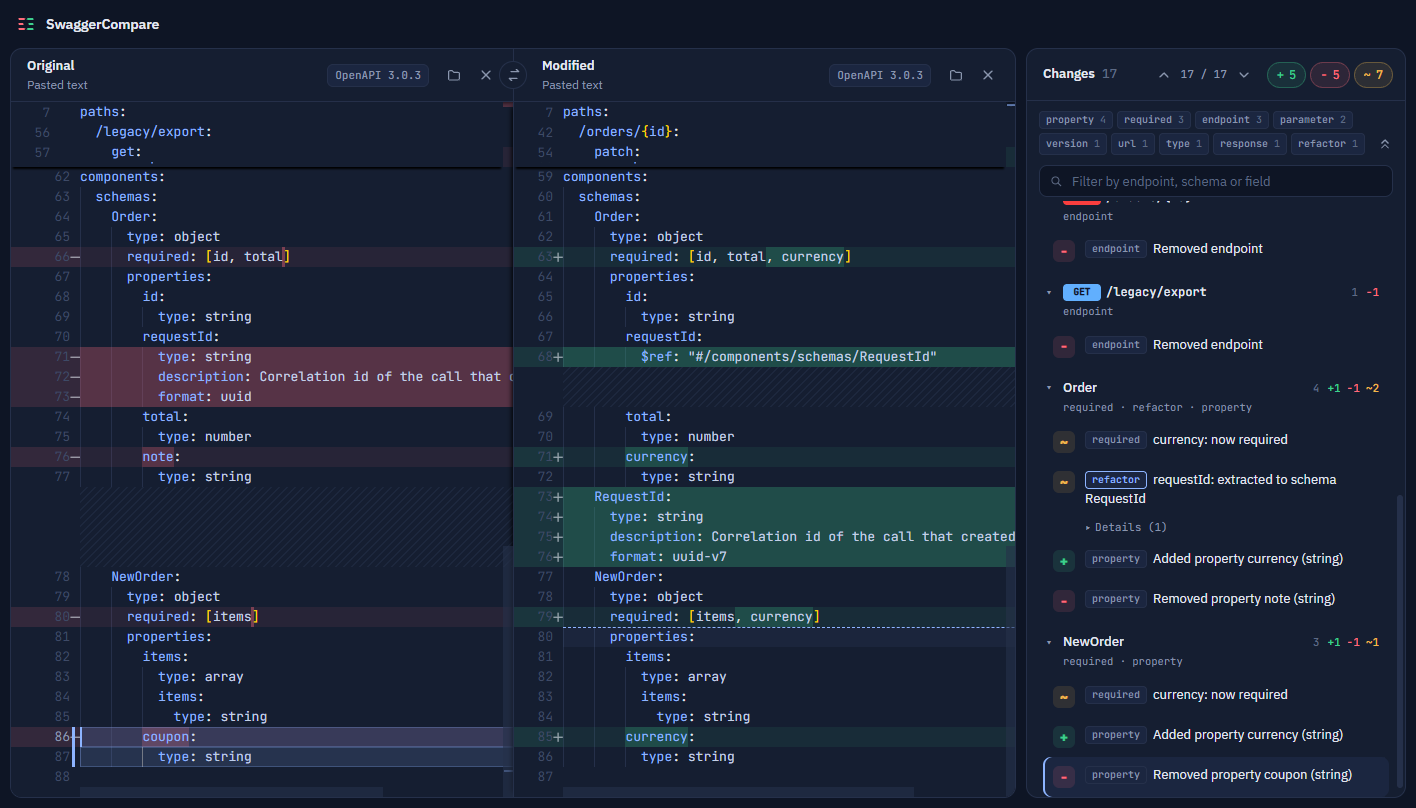 SwaggerCompare
Original
Pasted text
OpenAPI 3.0.3
7 paths:
56 /legacy/export:
57 get:
62 components:
63 schemas:
64 Order:
65 type: object
66— required: [id, total]
67 properties:
68 id:
69 type: string
70 requestId:
71— type: string
72— description: Correlation id of the call that
73— format: uuid
74 total:
75 type: number
76— note:
77 type: string
78 NewOrder:
79 type: object
80— required: [items]
81 properties:
82 items:
83 type: array
84 items:
85 type: string
86— coupon:
87 type: string
88
Modified
Pasted text
OpenAPI 3.0.3
7 paths:
42 /orders/{id}:
54 patch:
59 components:
60 schemas:
61 Order:
62 type: object
63+ required: [id, total, currency]
64 properties:
65 id:
66 type: string
67 requestId:
68+ $ref: "#/components/schemas/RequestId"
69 total:
70 type: number
71+ currency:
72 type: string
73+ RequestId:
74+ type: string
75+ description: Correlation id of the call that created
76+ format: uuid-v7
77 NewOrder:
78 type: object
79+ required: [items, currency]
80 properties:
81 items:
82 type: array
83 items:
84 type: string
85+ currency:
86 type: string
87
Changes 17
17 / 17
+ 5
- 5
~ 7
property 4
required 3
endpoint 3
parameter 2
version 1
url 1
type 1
response 1
refactor 1
Filter by endpoint, schema or field
endpoint
- endpoint Removed endpoint
GET /legacy/export 1 -1
endpoint
- endpoint Removed endpoint
Order 4 +1 -1 ~2
required · refactor · property
~ required currency: now required
~ refactor requestId: extracted to schema
RequestId
Details (1)
+ property Added property currency (string)
- property Removed property note (string)
NewOrder 3 +1 -1 ~1
required · property
~ required currency: now required
+ property Added property currency (string)
- property Removed property coupon (string)